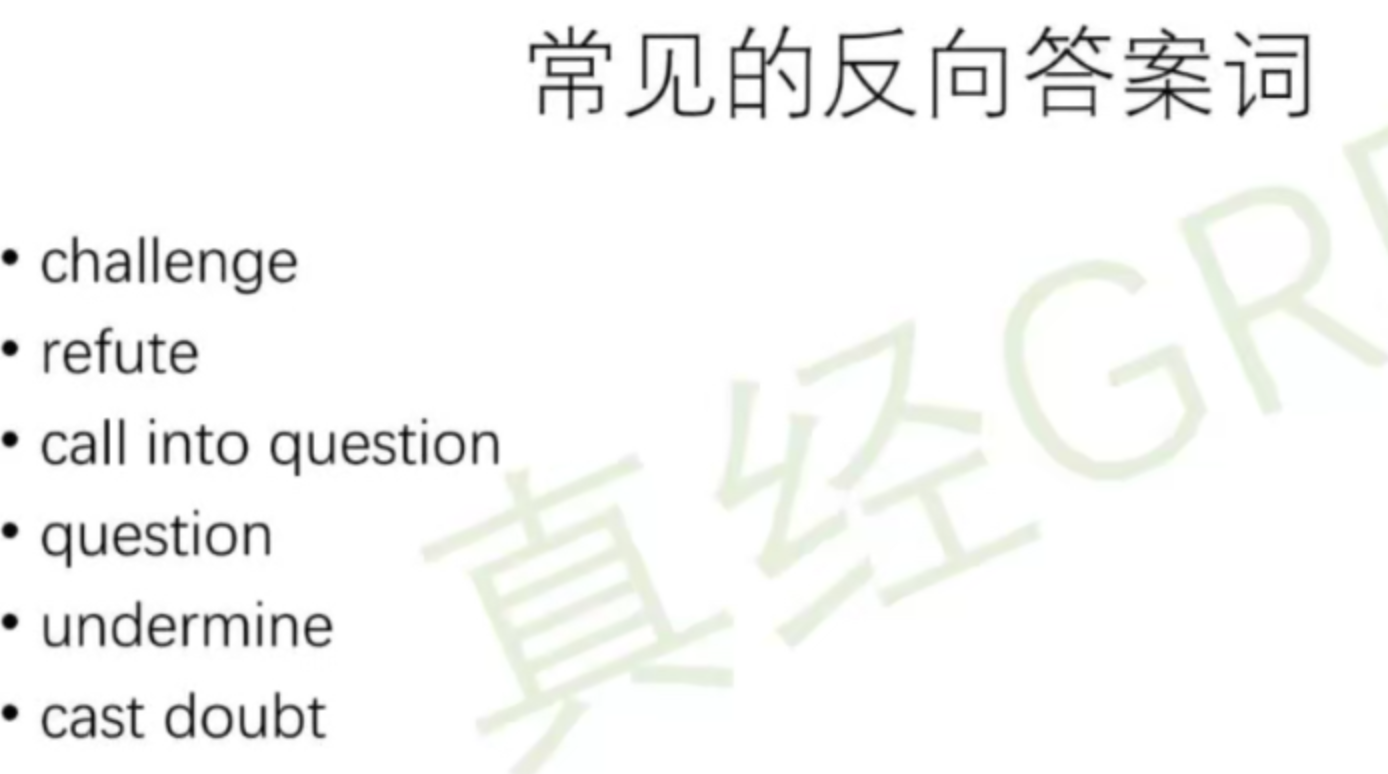 常见的反向答案词
• challenge
• refute
• call into question
• question
• undermine
• cast doubt
真经GR